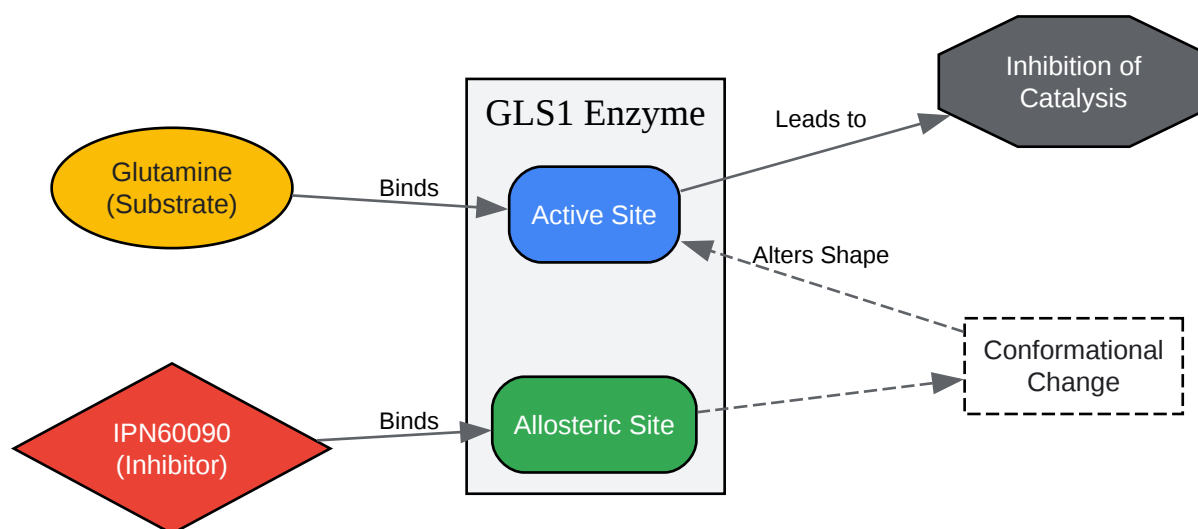 Inhibition of
Catalysis
GLS1 Enzyme
Leads to
Glutamine
(Substrate)
Binds
Active Site
Alters Shape
Conformational
Change
IPN60090
(Inhibitor)
Binds
Allosteric Site